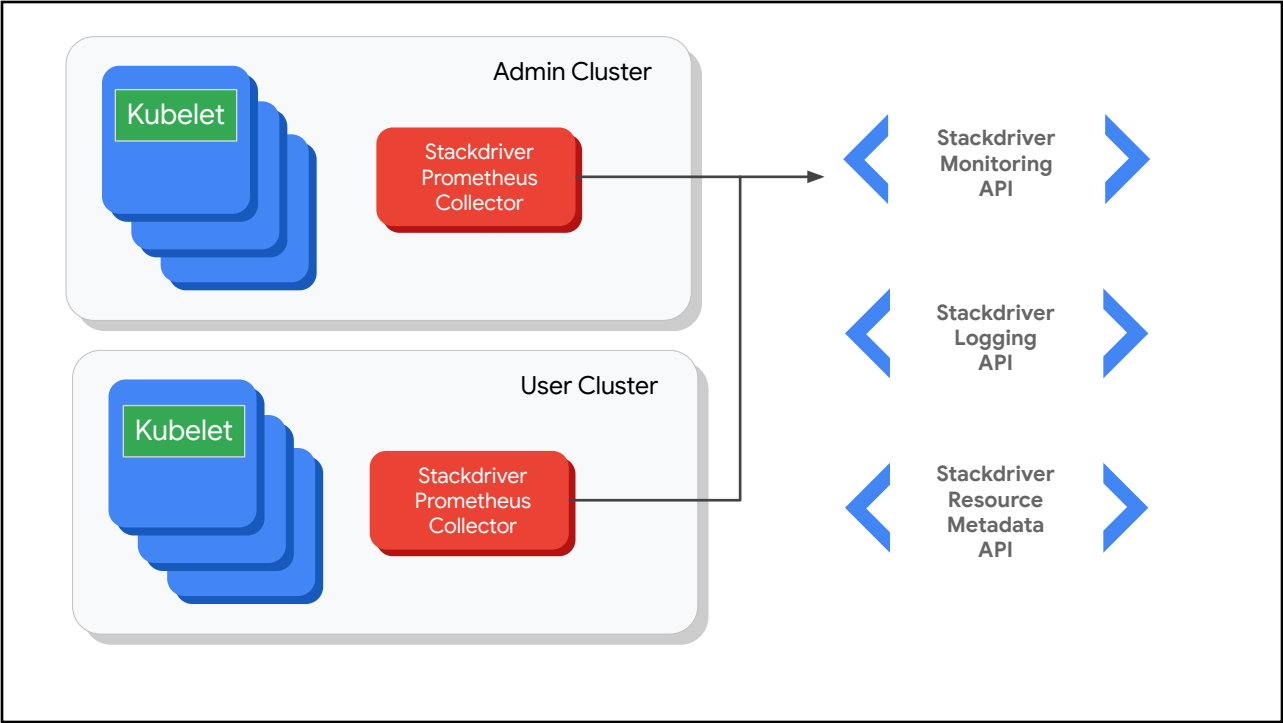 Admin Cluster
Kubelet
Stackdriver
Prometheus
Collector
Stackdriver
Monitoring
API
Stackdriver
Logging
API
User Cluster
Kubelet
Stackdriver
Prometheus
Collector
Stackdriver
Resource
Metadata
API